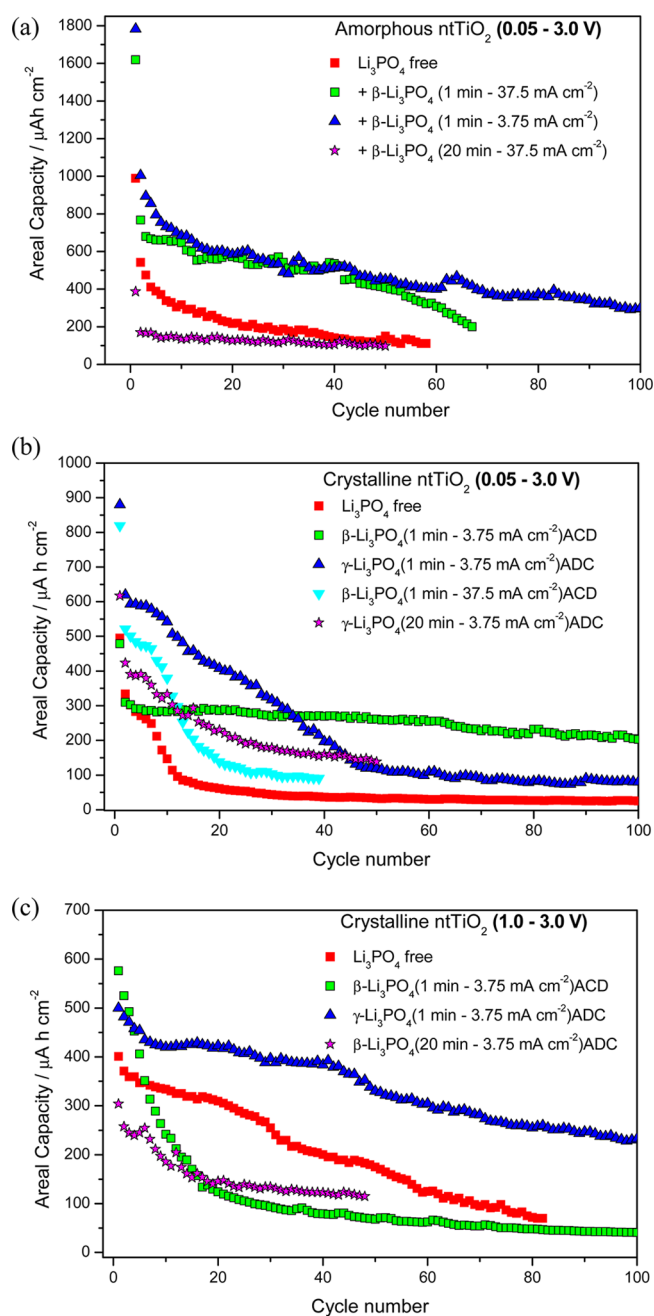 (a)
Amorphous ntTiO₂ (0.05 - 3.0 V)
Li₃PO₄ free
+ β-Li₃PO₄ (1 min - 37.5 mA cm⁻²)
+ β-Li₃PO₄ (1 min - 3.75 mA cm⁻²)
+ β-Li₃PO₄ (20 min - 37.5 mA cm⁻²)
Areal Capacity / μAh cm⁻²
1800
1600
1400
1200
1000
800
600
400
200
0
0 20 40 60 80 100
Cycle number
(b)
Crystalline ntTiO₂ (0.05 - 3.0 V)
Li₃PO₄ free
β-Li₃PO₄(1 min - 3.75 mA cm⁻²)ACD
γ-Li₃PO₄(1 min - 3.75 mA cm⁻²)ADC
β-Li₃PO₄(1 min - 37.5 mA cm⁻²)ACD
γ-Li₃PO₄(20 min - 3.75 mA cm⁻²)ADC
Areal Capacity / μA h cm⁻²
1000
900
800
700
600
500
400
300
200
100
0
0 20 40 60 80 100
Cycle number
(c)
Crystalline ntTiO₂ (1.0 - 3.0 V)
Li₃PO₄ free
β-Li₃PO₄(1 min - 3.75 mA cm⁻²)ACD
γ-Li₃PO₄(1 min - 3.75 mA cm⁻²)ADC
β-Li₃PO₄(20 min - 3.75 mA cm⁻²)ADC
Areal Capacity / μA h cm⁻²
700
600
500
400
300
200
100
0
0 20 40 60 80 100
Cycle number